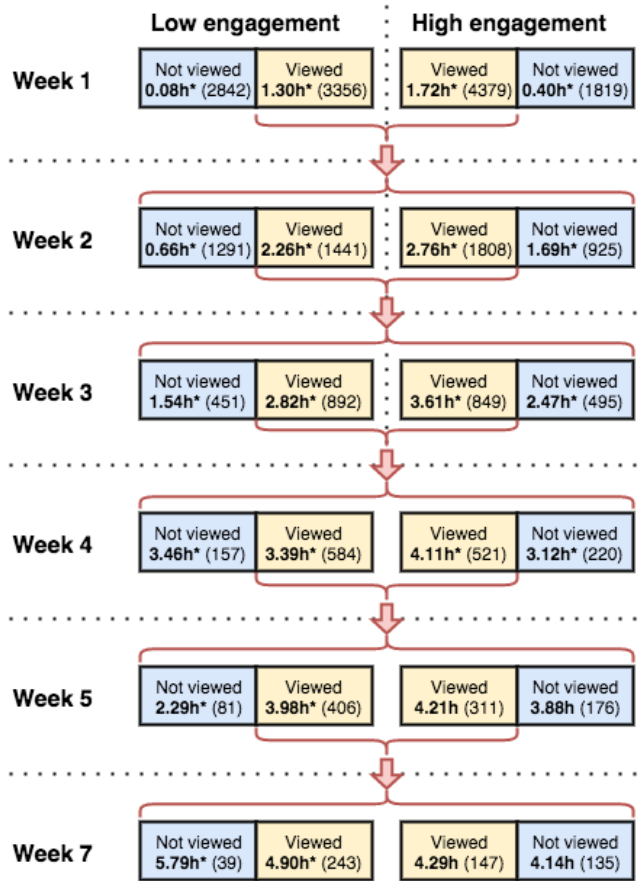 Low engagement High engagement
Week 1
Not viewed Viewed Viewed Not viewed
0.08h* (2842) 1.30h* (3356) 1.72h* (4379) 0.40h* (1819)
Week 2
Not viewed Viewed Viewed Not viewed
0.66h* (1291) 2.26h* (1441) 2.76h* (1808) 1.69h* (925)
Week 3
Not viewed Viewed Viewed Not viewed
1.54h* (451) 2.82h* (892) 3.61h* (849) 2.47h* (495)
Week 4
Not viewed Viewed Viewed Not viewed
3.46h* (157) 3.39h* (584) 4.11h* (521) 3.12h* (220)
Week 5
Not viewed Viewed Viewed Not viewed
2.29h* (81) 3.98h* (406) 4.21h (311) 3.88h (176)
Week 7
Not viewed Viewed Viewed Not viewed
5.79h* (39) 4.90h* (243) 4.29h (147) 4.14h (135)